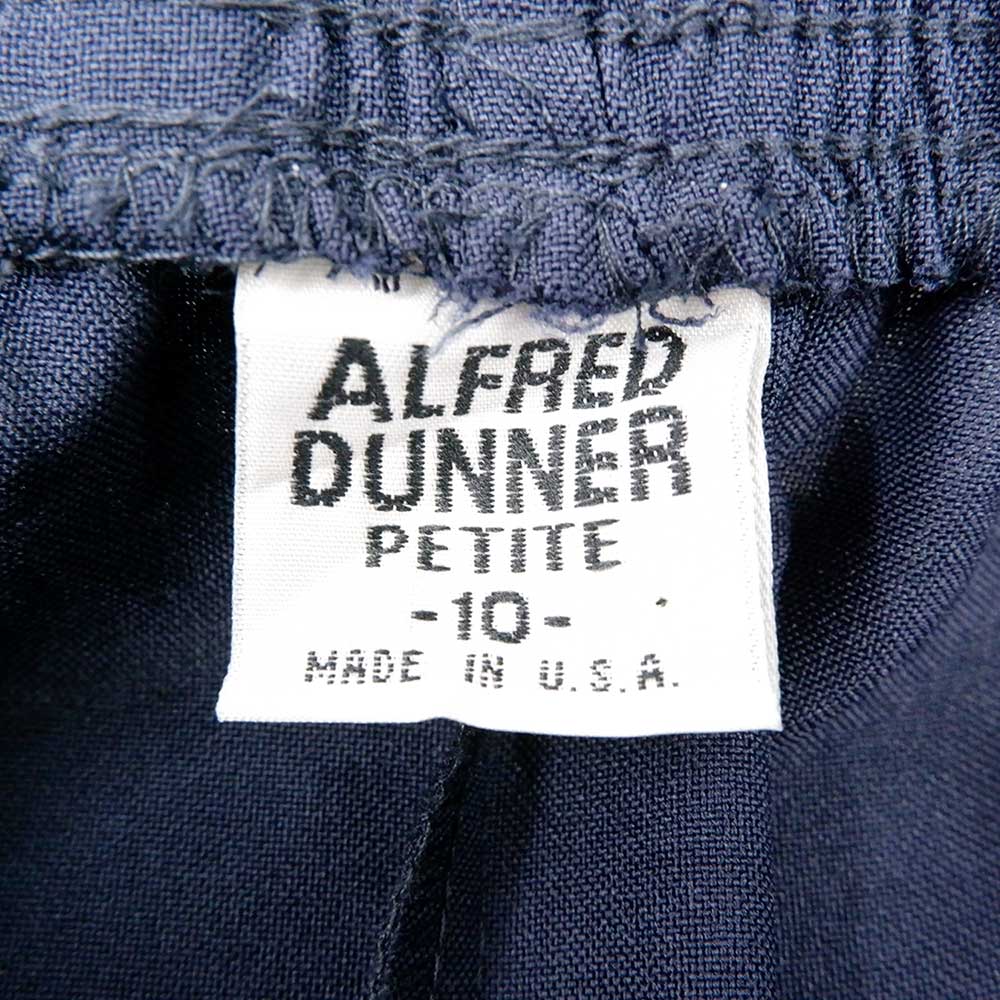 ALFRED
DUNNER
PETITE
-10-
MADE IN U.S.A.